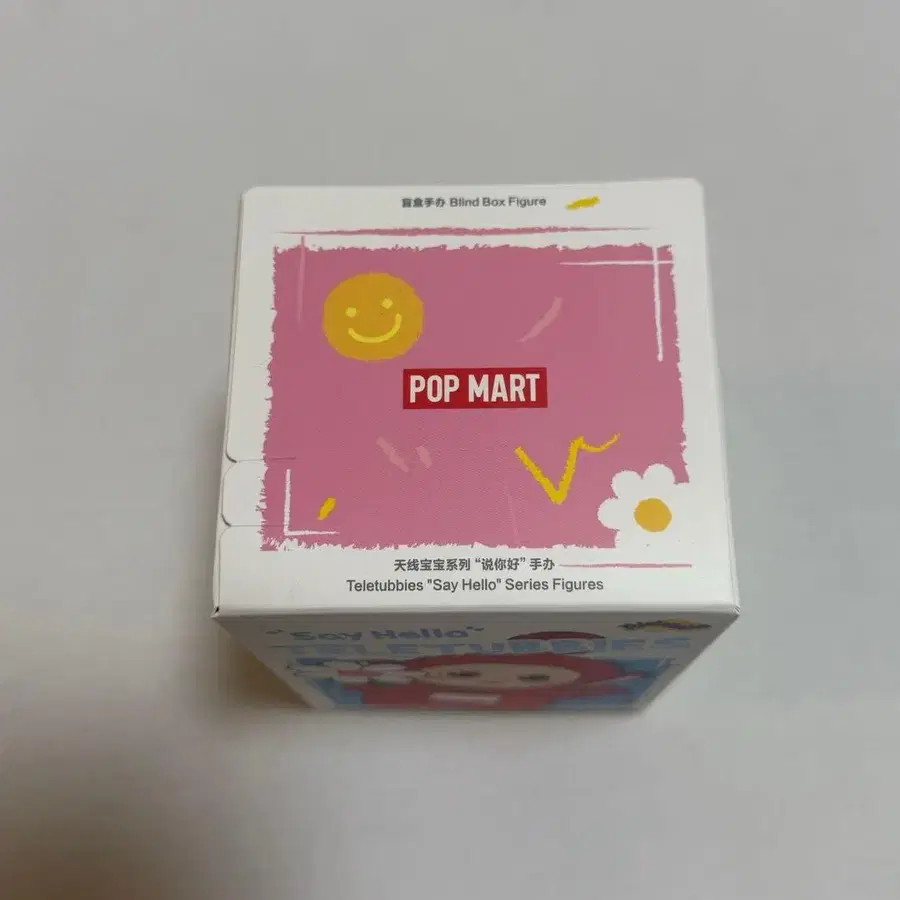 盲盒手办 Blind Box Figure
POP MART
天线宝宝系列 “说你好” 手办
Teletubbies "Say Hello" Series Figures
"Say Hello"
TELETUBBIES